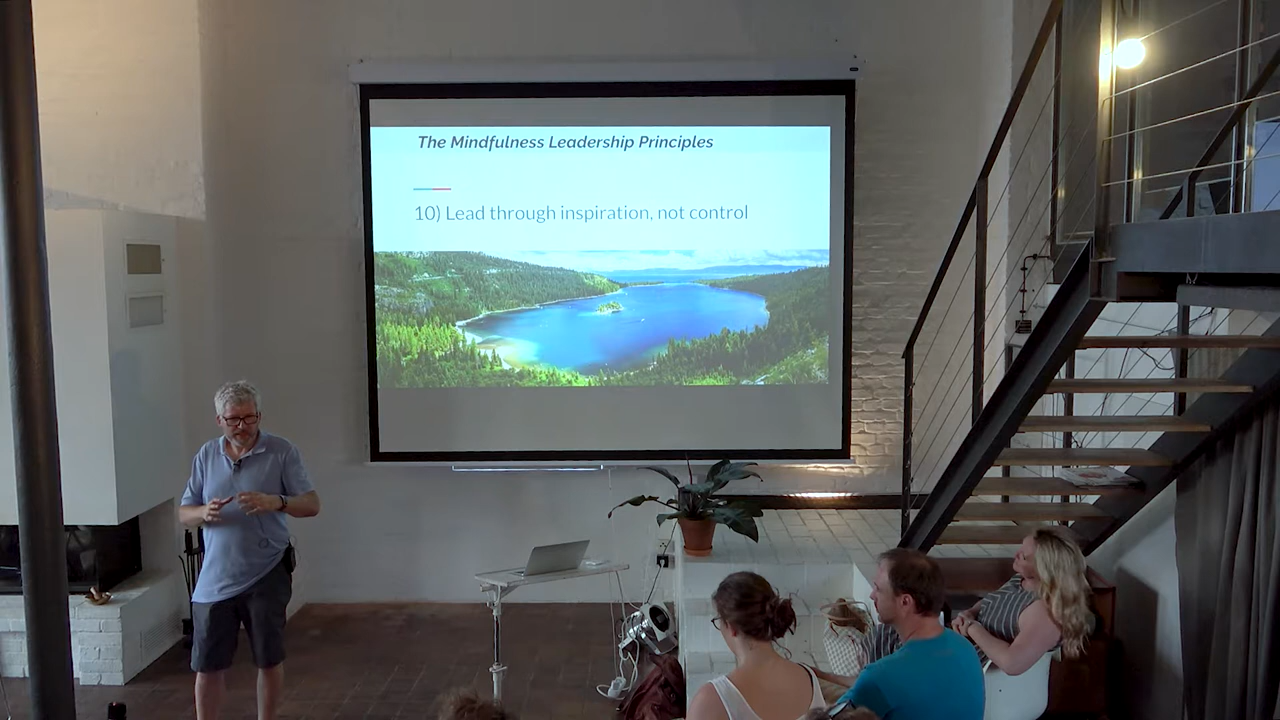 The Mindfulness Leadership Principles
10) Lead through inspiration, not control